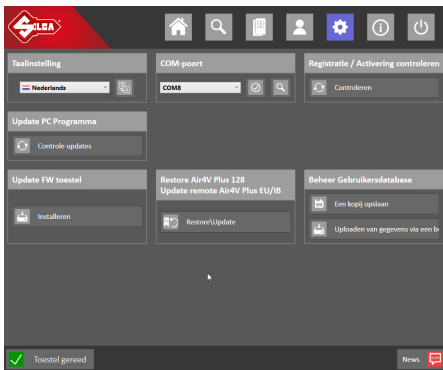 SILCA
Taalinstelling
Nederlands
COM-poort
COM8
Registratie / Activering controleren
Controleren
Update PC Programma
Controle updates
Update FW toestel
Installeren
Restore Air4V Plus 128
Update remote Air4V Plus EU/IB
Restore\Update
Beheer Gebruikersdatabase
Een kopij opslaan
Uploaden van gegevens via een b
Toestel gereed
News